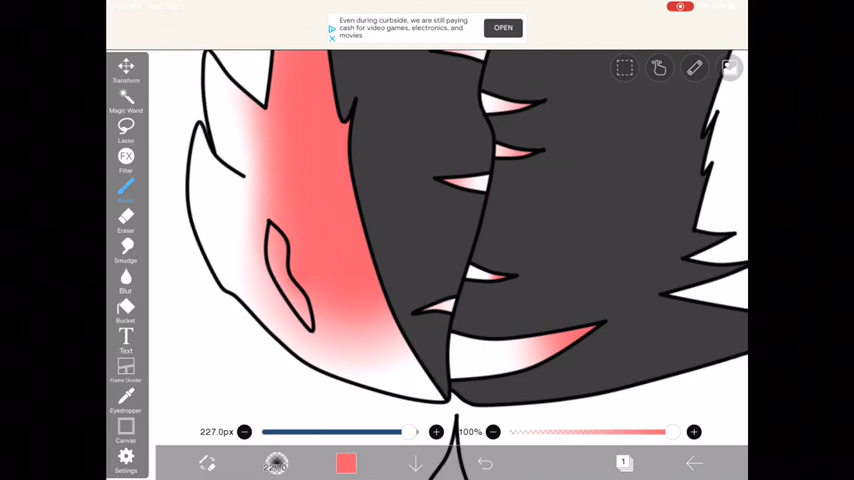 Even during curbside, we are still paying
cash for video games, electronics, and
movies
OPEN
Transform
Magic Wand
Lasso
FX
Filter
Brush
Eraser
Smudge
Blur
Bucket
T
Text
Frame Divider
Eyedropper
Canvas
Settings
227.0px
100%
1